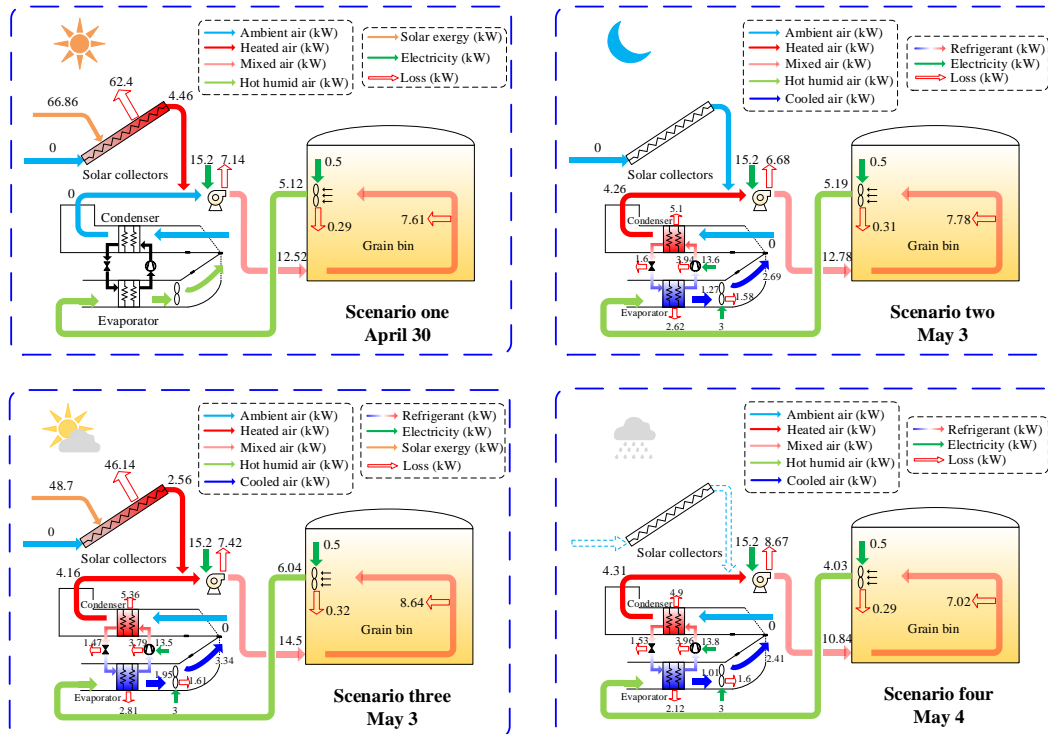 Ambient air (kW)
Heated air (kW)
Mixed air (kW)
Hot humid air (kW)
Solar exergy (kW)
Electricity (kW)
Loss (kW)
62.4
4.46
66.86
0
Solar collectors
15.2
7.14
0
Condenser
5.12
0.5
0.29
7.61
Grain bin
12.52
Evaporator
Scenario one
April 30
Ambient air (kW)
Heated air (kW)
Mixed air (kW)
Hot humid air (kW)
Cooled air (kW)
Refrigerant (kW)
Electricity (kW)
Loss (kW)
0
Solar collectors
15.2
6.68
4.26
5.1
Condenser
5.19
0.5
0.31
7.78
Grain bin
0
1.6
3.94
13.6
12.78
2.69
1.27
1.58
Evaporator
2.62
3
Scenario two
May 3
Ambient air (kW)
Heated air (kW)
Mixed air (kW)
Hot humid air (kW)
Cooled air (kW)
Refrigerant (kW)
Electricity (kW)
Solar exergy (kW)
Loss (kW)
46.14
2.56
48.7
0
Solar collectors
15.2
7.42
4.16
5.36
Condenser
6.04
0.5
0.32
8.64
Grain bin
0
1.47
3.79
13.5
14.5
3.34
1.95
1.61
Evaporator
2.81
3
Scenario three
May 3
Ambient air (kW)
Heated air (kW)
Mixed air (kW)
Hot humid air (kW)
Cooled air (kW)
Refrigerant (kW)
Electricity (kW)
Loss (kW)
Solar collectors
15.2
8.67
4.31
4.9
Condenser
4.03
0.5
0.29
7.02
Grain bin
0
1.53
3.96
13.8
10.84
2.41
1.01
1.6
Evaporator
2.12
3
Scenario four
May 4